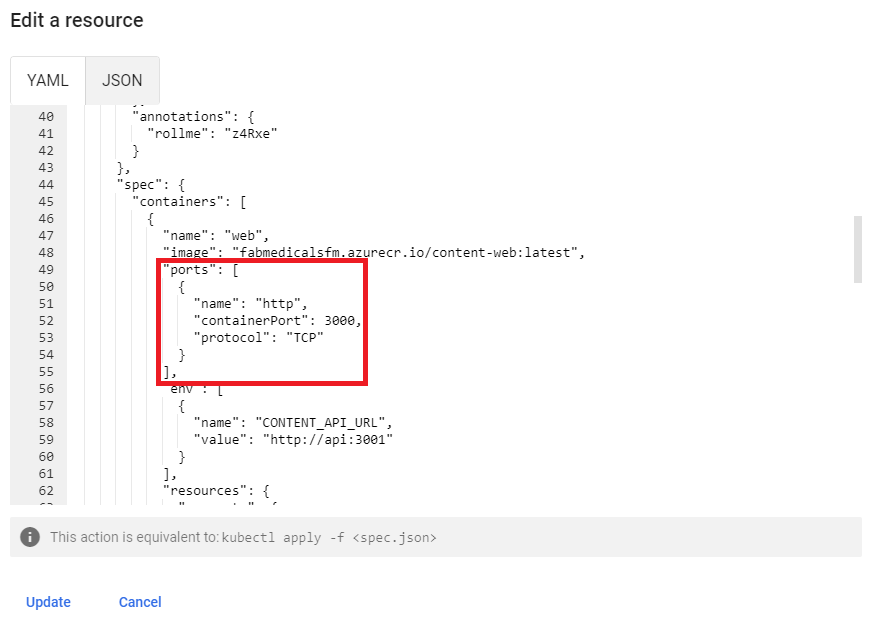 Edit a resource
YAML JSON
40 "annotations": {
41 "rollme": "z4Rxe"
42 }
43 },
44 "spec": {
45 "containers": [
46 {
47 "name": "web",
48 "image": "fabmedicalsfm.azurecr.io/content-web:latest",
49 "ports": [
50 {
51 "name": "http",
52 "containerPort": 3000,
53 "protocol": "TCP"
54 }
55 ],
56 "env": [
57 {
58 "name": "CONTENT_API_URL",
59 "value": "http://api:3001"
60 }
61 ],
62 "resources": {
This action is equivalent to: kubectl apply -f <spec.json>
Update Cancel